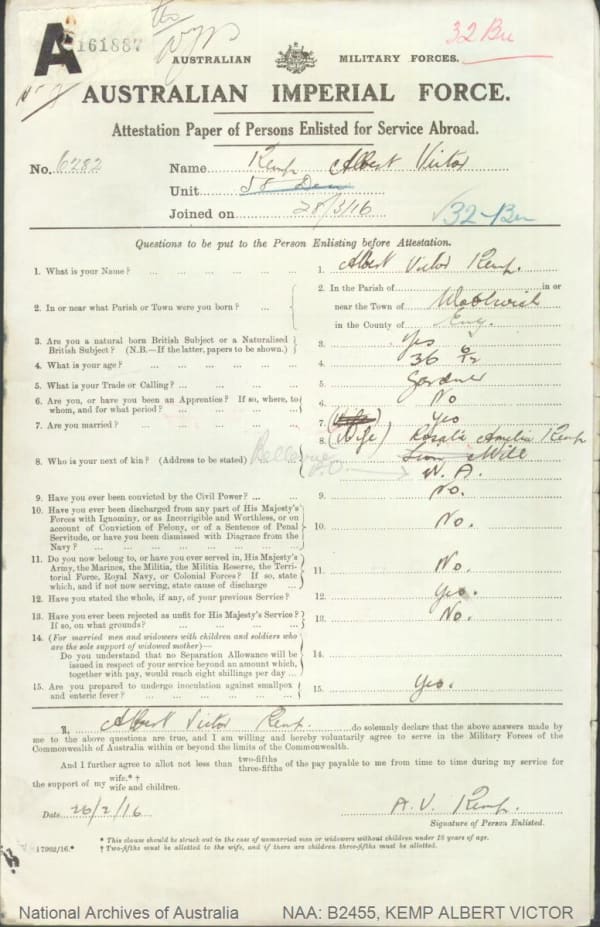 A 161887
32 Bn
AUSTRALIAN MILITARY FORCES.
AUSTRALIAN IMPERIAL FORCE.
Attestation Paper of Persons Enlisted for Service Abroad.
No. 6282 Name Kemp Albert Victor
Unit
Joined on 28/3/16
√32-Bn
Questions to be put to the Person Enlisting before Attestation.
1. What is your Name? ... ... ... ... ... 1. Albert Victor Kemp.
2. In or near what Parish or Town were you born? ... 2. In the Parish of in or
near the Town of Woolwich
in the County of Eng.
3. Are you a natural born British Subject or a Naturalised
British Subject? (N.B.—If the latter, papers to be shown.) 3. Yes
4. What is your age? ... ... ... ... ... 4. 36 6/12
5. What is your Trade or Calling? ... ... ... ... 5. Gardner
6. Are you, or have you been an Apprentice? If so, where, to
whom, and for what period? ... ... ... ... 6. No
7. Are you married? ... ... ... ... ... 7. Yes
8. Who is your next of kin? (Address to be stated) Bellevue ... 8. (Wife) Rosalie Amelia Kemp
Mill
W. A.
9. Have you ever been convicted by the Civil Power? ... 9. No.
10. Have you ever been discharged from any part of His Majesty's
Forces with Ignominy, or as Incorrigible and Worthless, or on
account of Conviction of Felony, or of a Sentence of Penal
Servitude, or have you been dismissed with Disgrace from the
Navy? ... ... ... ... ... ... 10. No.
11. Do you now belong to, or have you ever served in, His Majesty's
Army, the Marines, the Militia, the Militia Reserve, the Terri-
torial Force, Royal Navy, or Colonial Forces? If so, state
which, and if not now serving, state cause of discharge ... 11. No.
12. Have you stated the whole, if any, of your previous Service? 12. Yes.
13. Have you ever been rejected as unfit for His Majesty's Service?
If so, on what grounds? ... ... ... ... 13. No.
14. (For married men and widowers with children and soldiers who
are the sole support of widowed mother)—
Do you understand that no Separation Allowance will be
issued in respect of your service beyond an amount which,
together with pay, would reach eight shillings per day ... 14.
15. Are you prepared to undergo inoculation against smallpox
and enteric fever? ... ... ... ... ... 15. Yes.
I, Albert Victor Kemp. do solemnly declare that the above answers made by
me to the above questions are true, and I am willing and hereby voluntarily agree to serve in the Military Forces of the
Commonwealth of Australia within or beyond the limits of the Commonwealth.
And I further agree to allot not less than two-fifths three-fifths of the pay payable to me from time to time during my service for
the support of my wife.* † wife and children.
Date 26/2/16 A. V. Kemp.
Signature of Person Enlisted.
* This clause should be struck out in the case of unmarried men or widowers without children under 18 years of age.
17962/16.* † Two-fifths must be allotted to the wife, and if there are children three-fifths must be allotted.
National Archives of Australia NAA: B2455, KEMP ALBERT VICTOR